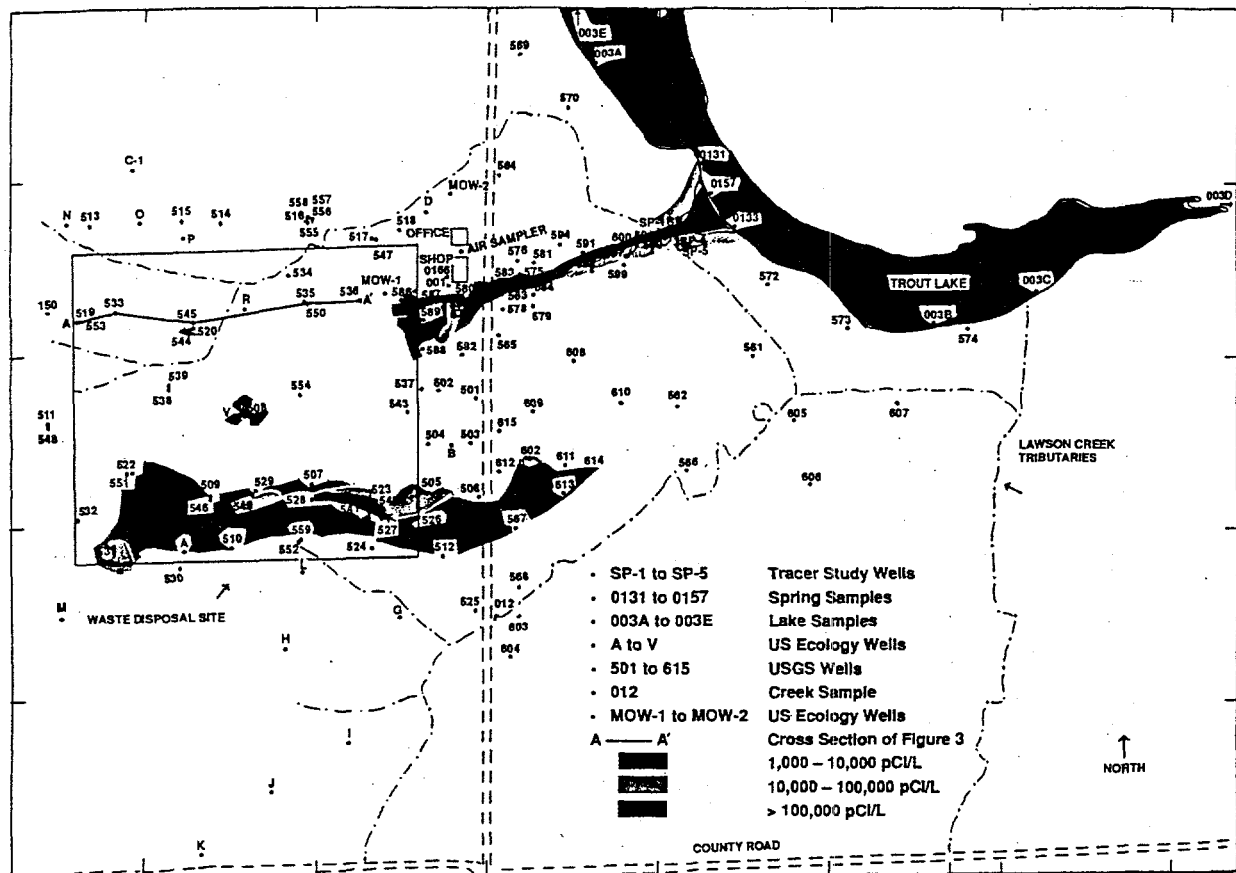 003E
003A
569
570
C-1
584
MOW-2
0131
0157
0133
003D
N 513 O 515 514
558 557
516 556
555
P
D
518
517
547
OFFICE
AIR SAMPLER
SHOP
0166
001
594
576
581
591
600
599
583
575
572
TROUT LAKE
003C
003B
573
574
534
MOW-1
536 A'
535
550
R
150
533
519
A
553
545
544
520
587
589
588
582
578
579
565
561
608
539
538
554
537
502
501
543
609
610
562
605
607
511
548
504
503
B
615
612
602
611
614
613
566
606
LAWSON CREEK
TRIBUTARIES
522
551
509
546
529
507
528
523
505
506
526
527
567
532
A
510
559
552
524
512
530
568
M
WASTE DISPOSAL SITE
G
525
012
603
604
H
I
J
K
SP-1 to SP-5 Tracer Study Wells
0131 to 0157 Spring Samples
003A to 003E Lake Samples
A to V US Ecology Wells
501 to 615 USGS Wells
012 Creek Sample
MOW-1 to MOW-2 US Ecology Wells
A A' Cross Section of Figure 3
1,000 – 10,000 pCi/L
10,000 – 100,000 pCi/L
> 100,000 pCi/L
NORTH
COUNTY ROAD